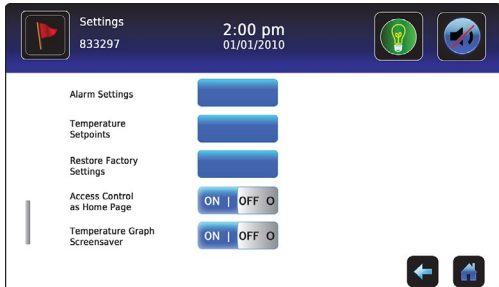 Settings
833297
2:00 pm
01/01/2010
Alarm Settings
Temperature
Setpoints
Restore Factory
Settings
Access Control
as Home Page
ON | OFF O
Temperature Graph
Screensaver
ON | OFF O